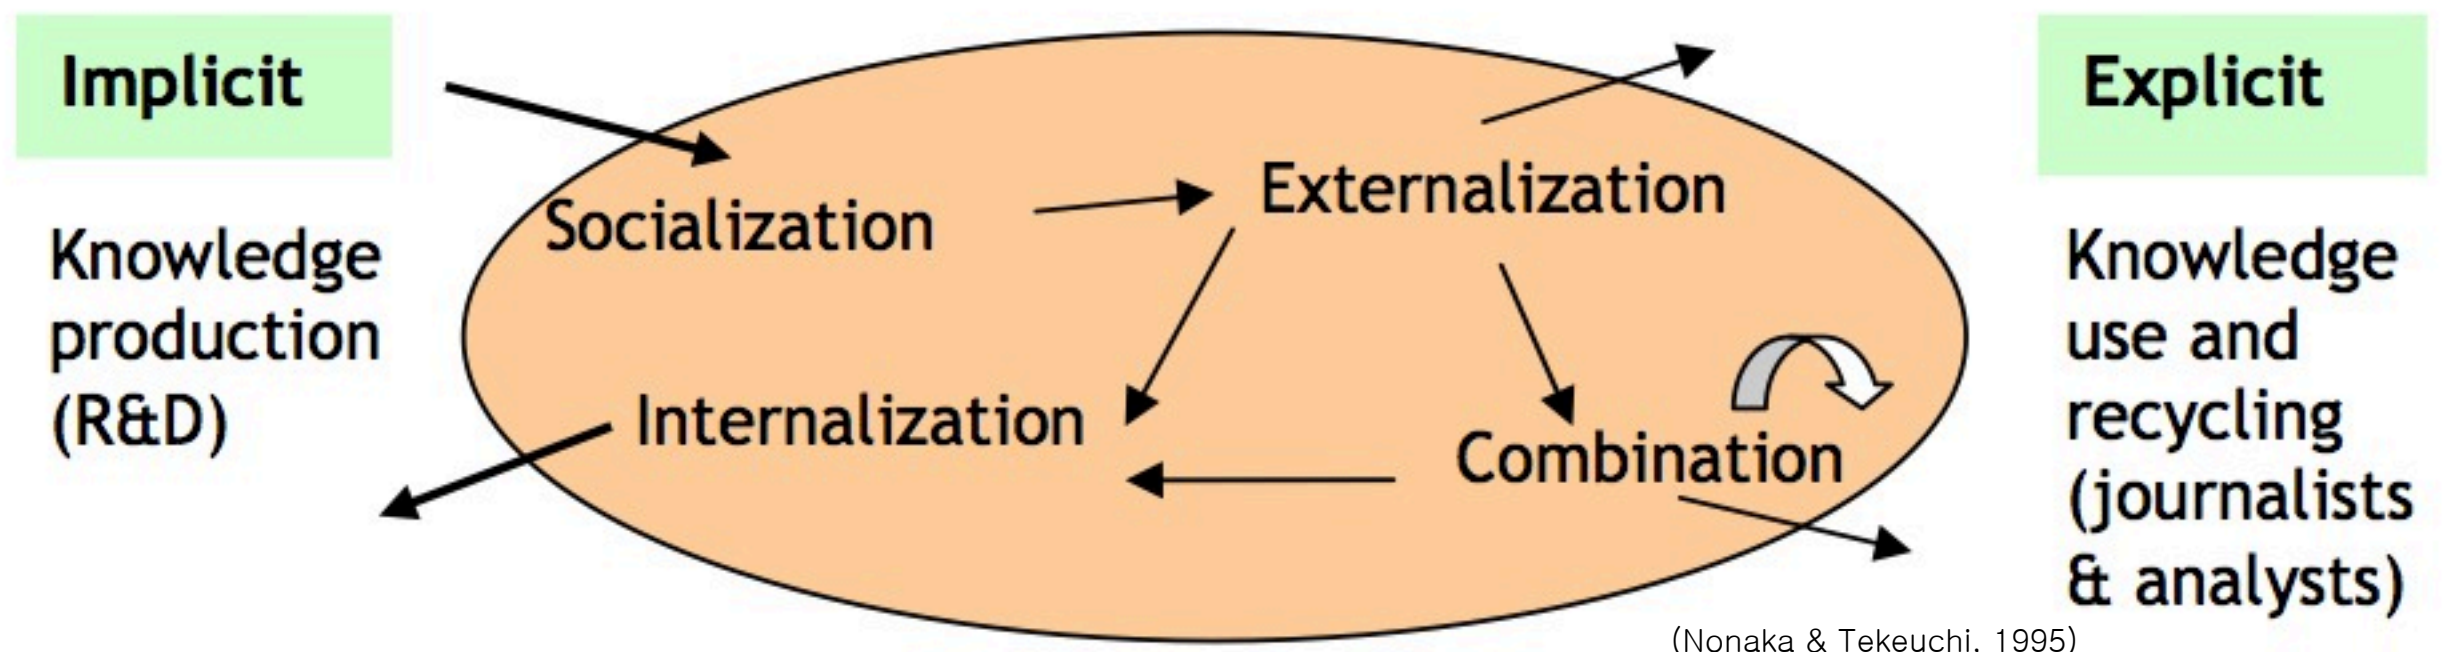 Implicit
Knowledge
production
(R&D)
Socialization
Externalization
Internalization
Combination
Explicit
Knowledge
use and
recycling
(journalists
& analysts)
(Nonaka & Tekeuchi, 1995)